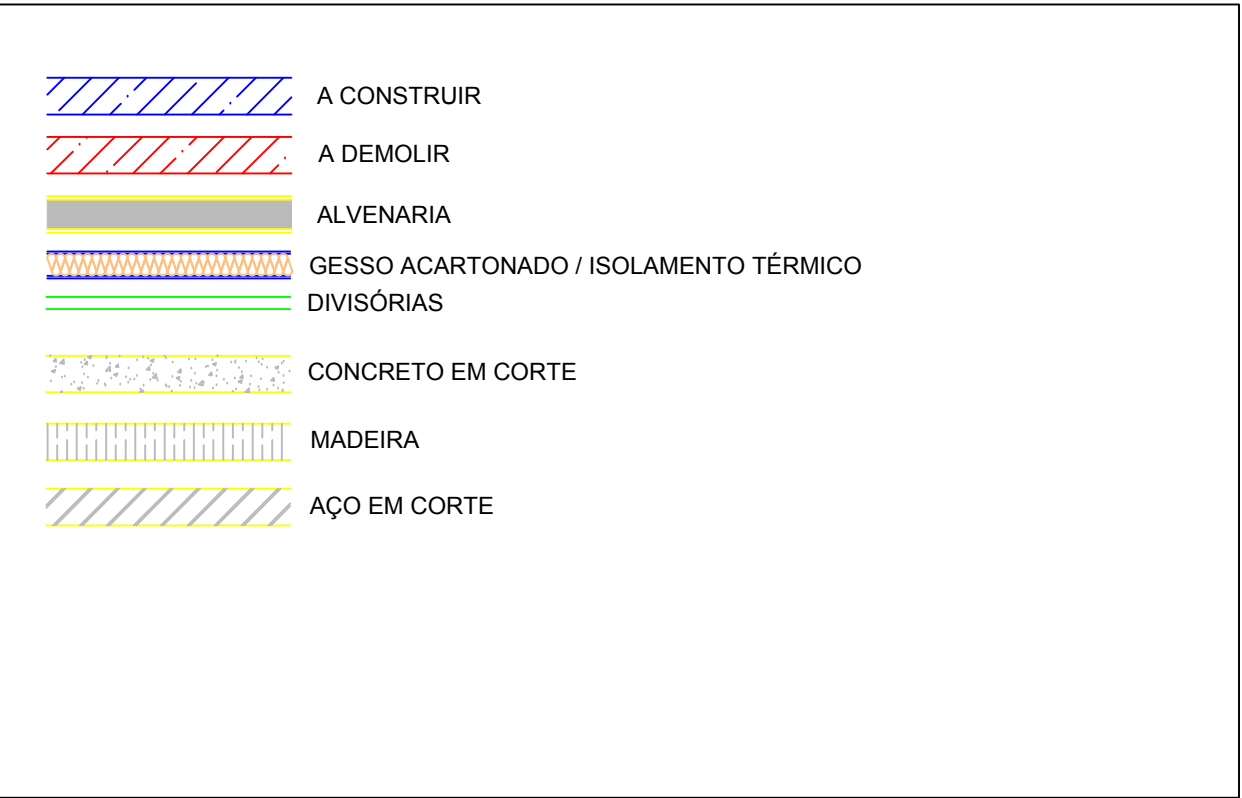 A CONSTRUIR
A DEMOLIR
ALVENARIA
GESSO ACARTONADO / ISOLAMENTO TÉRMICO
DIVISÓRIAS
CONCRETO EM CORTE
MADEIRA
AÇO EM CORTE